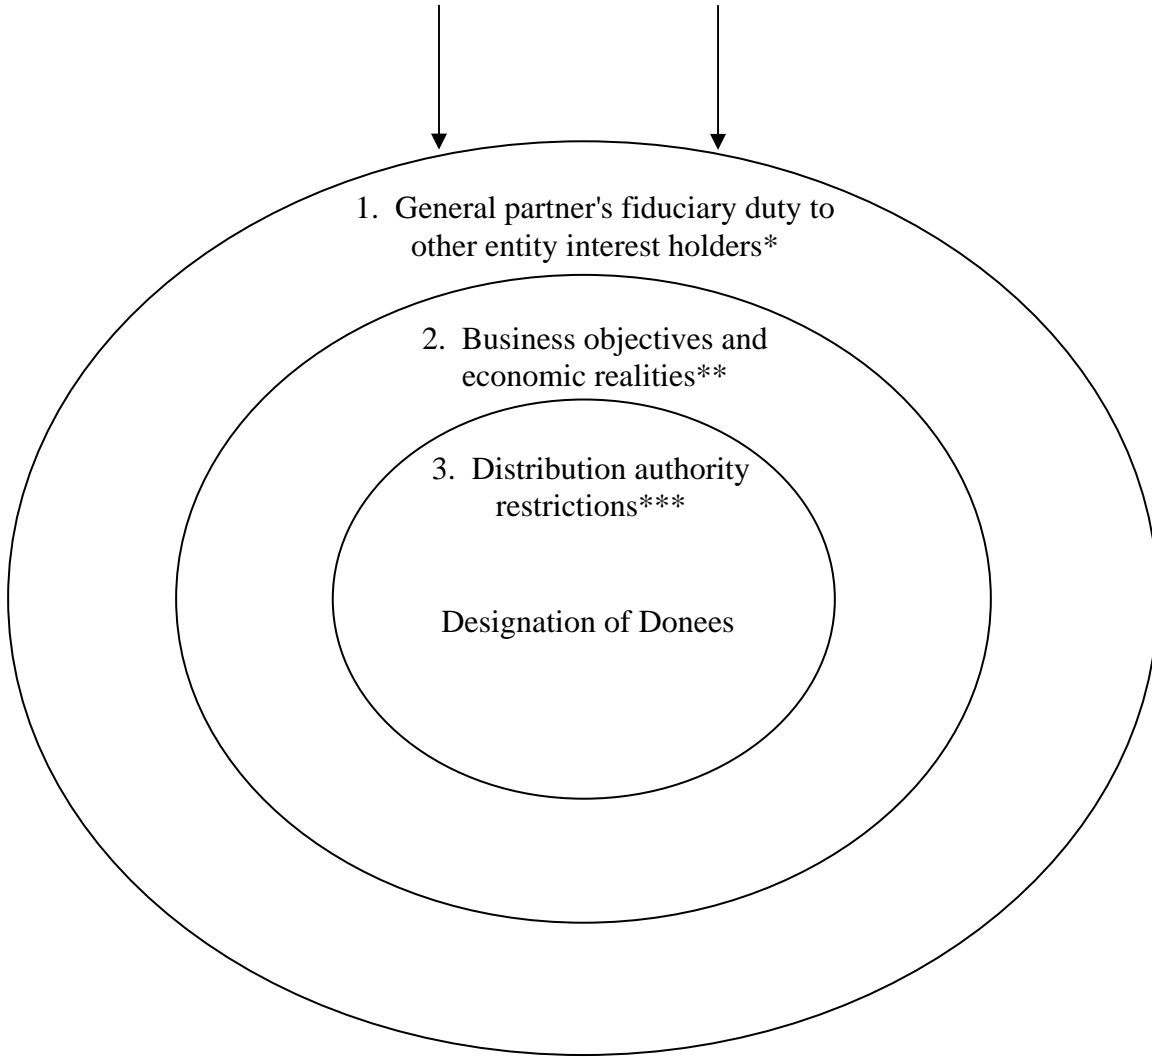 1. General partner's fiduciary duty to
other entity interest holders*
2. Business objectives and
economic realities**
3. Distribution authority
restrictions***
Designation of Donees